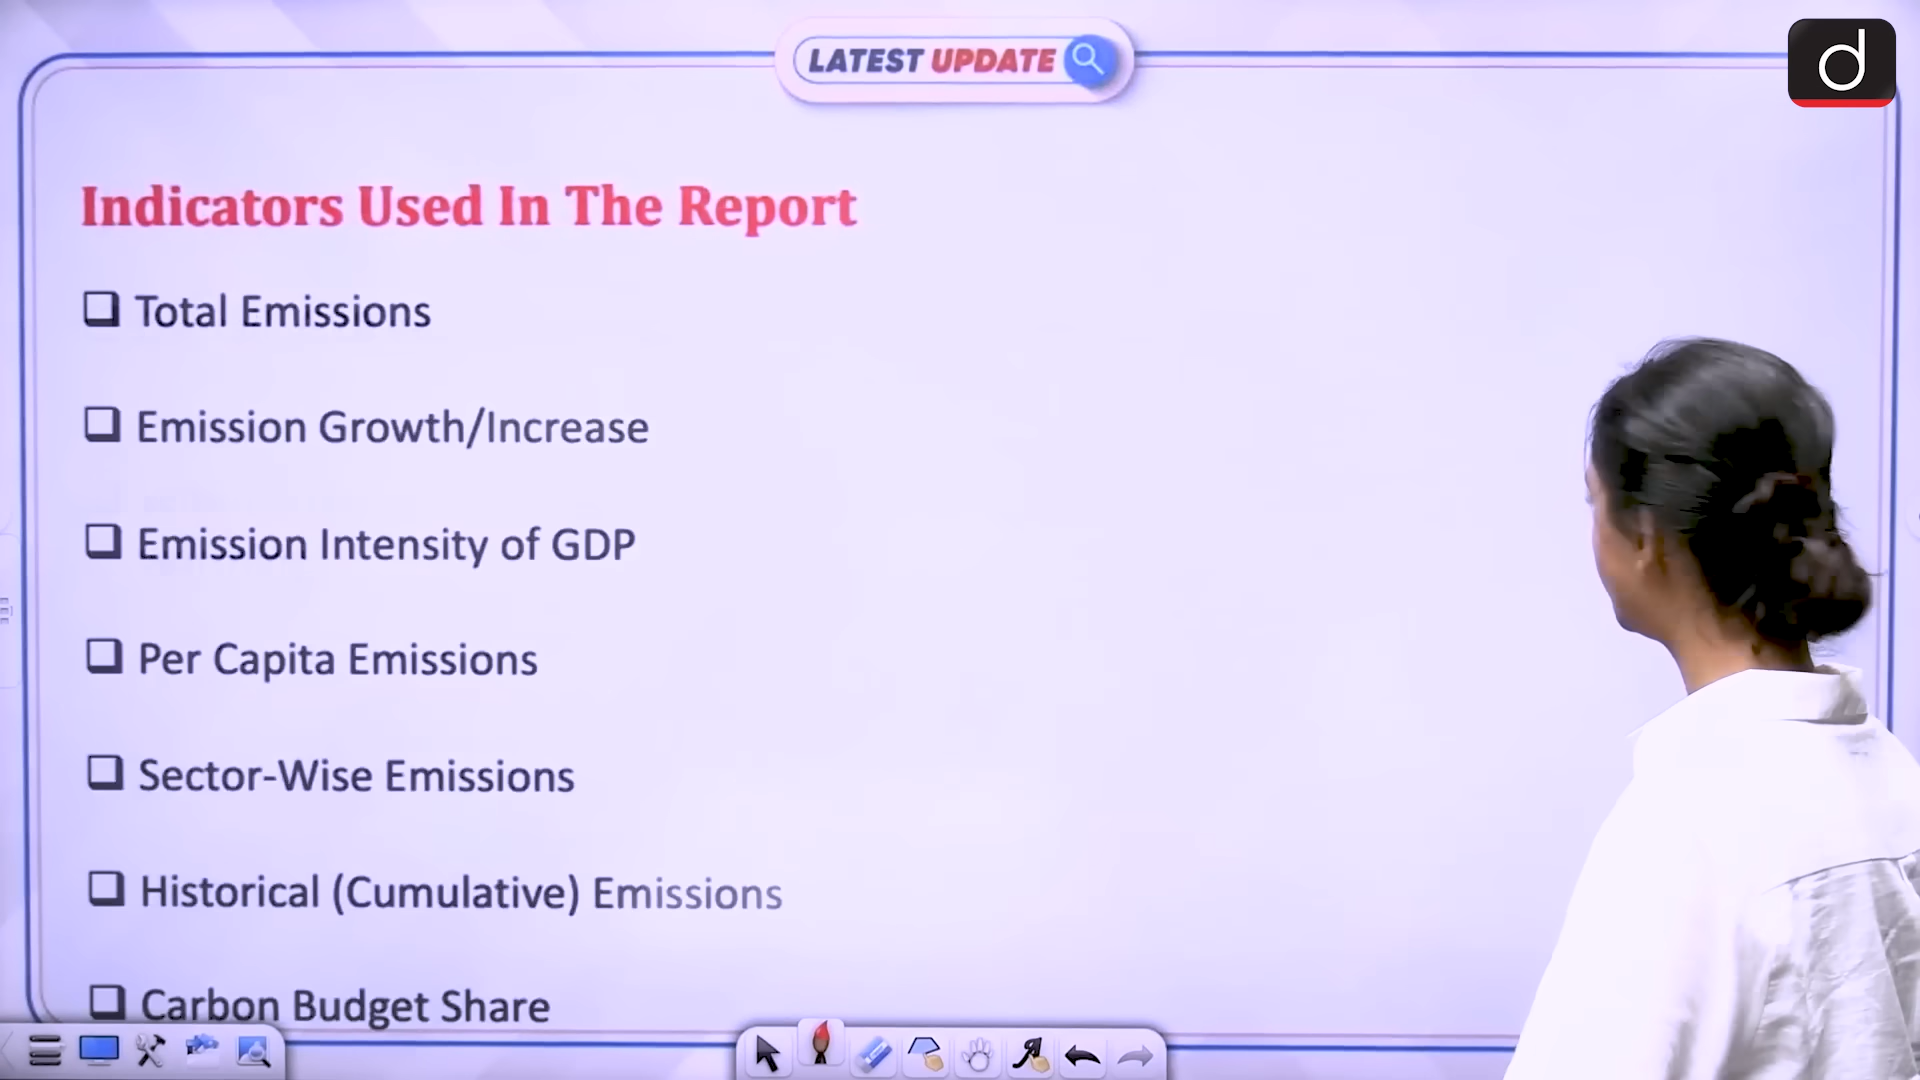 LATEST UPDATE
d
Indicators Used In The Report
Total Emissions
Emission Growth/Increase
Emission Intensity of GDP
Per Capita Emissions
Sector-Wise Emissions
Historical (Cumulative) Emissions
Carbon Budget Share